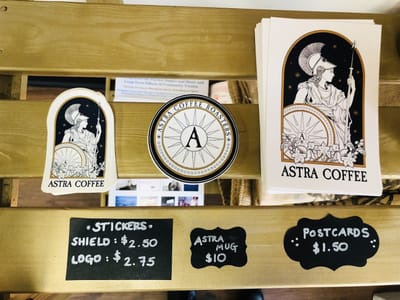 ASTRA COFFEE
ASTRA COFFEE ROASTERS
A
ASTRA COFFEE
STICKERS
SHIELD : $2.50
LOGO : $2.75
ASTRA
MUG
$10
POSTCARDS
$1.50